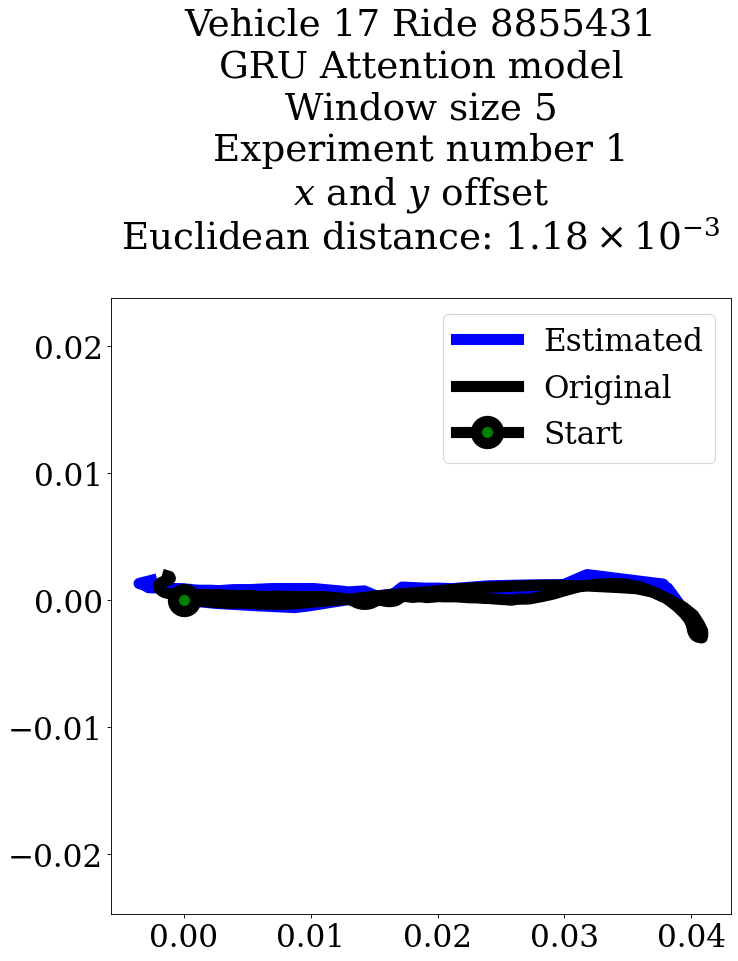 Vehicle 17 Ride 8855431
GRU Attention model
Window size 5
Experiment number 1
x and y offset
Euclidean distance: 1.18 × 10⁻³
Estimated
Original
Start
0.02
0.01
0.00
−0.01
−0.02
0.00 0.01 0.02 0.03 0.04